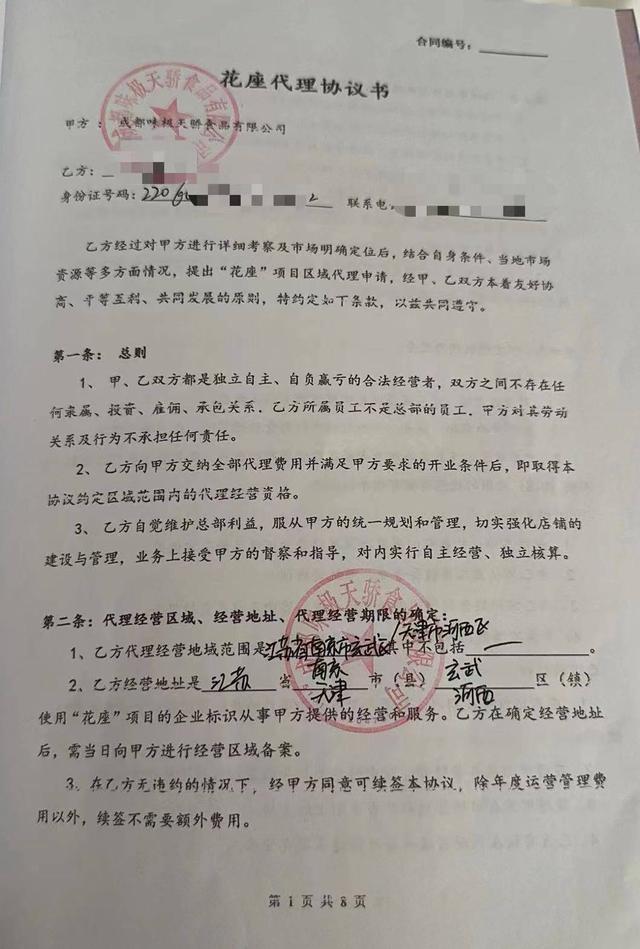 合同编号：
花座代理协议书
甲方： 成都味极天骄食品有限公司
乙方：
身份证号码：220 2 联系电
乙方经过对甲方进行详细考察及市场明确定位后，结合自身条件、当地市场
资源等多方面情况，提出“花座”项目区域代理申请，经甲、乙双方本着友好协
商、平等互利、共同发展的原则，特约定如下条款，以兹共同遵守。
第一条： 总则
1、 甲、乙双方都是独立自主、自负赢亏的合法经营者，双方之间不存在任
何隶属、投资、雇佣、承包关系．乙方所属员工不是总部的员工．甲方对其劳动
关系及行为不承担任何责任。
2、 乙方向甲方交纳全部代理费用并满足甲方要求的开业条件后，即取得本
协议约定区域范围内的代理经营资格。
3、 乙方自觉维护总部利益，服从甲方的统一规划和管理，切实强化店铺的
建设与管理，业务上接受甲方的督察和指导，对内实行自主经营、独立核算。
第二条：代理经营区域、经营地址、代理经营期限的确定：
1、乙方代理经营地域范围是江苏省南京市玄武区/天津市河西区其中不包括 一 。
2、乙方经营地址是 江苏 省 南京 天津 市（县） 玄武 河西 区（镇）
使用“花座”项目的企业标识从事甲方提供的经营和服务。乙方在确定经营地址
后，需当日向甲方进行经营区域备案。
3、在乙方无违约的情况下，经甲方同意可续签本协议，除年度运营管理费
用以外，续签不需要额外费用。
第 1 页 共 8 页